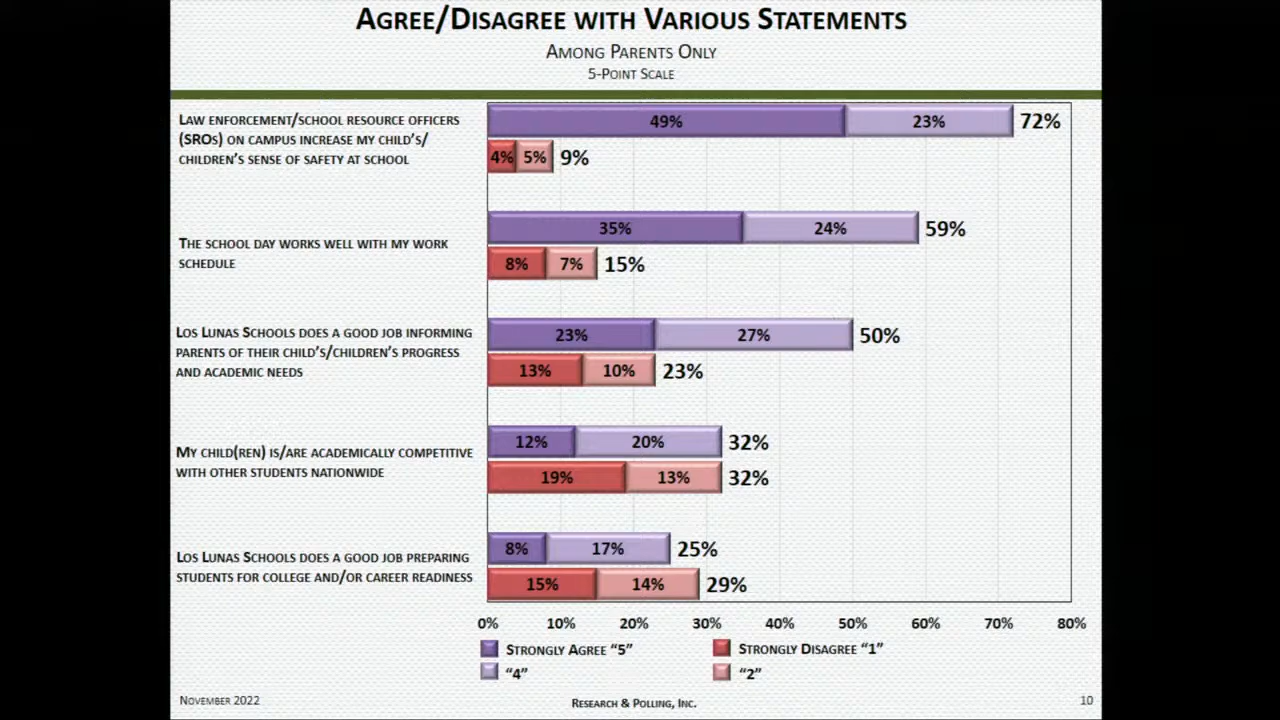 Agree/Disagree with Various Statements
Among Parents Only
5-Point Scale
Law enforcement/school resource officers
(SROs) on campus increase my child's/
children's sense of safety at school
49% 23% 72%
4% 5% 9%
The school day works well with my work
schedule
35% 24% 59%
8% 7% 15%
Los Lunas Schools does a good job informing
parents of their child's/children's progress
and academic needs
23% 27% 50%
13% 10% 23%
My child(ren) is/are academically competitive
with other students nationwide
12% 20% 32%
19% 13% 32%
Los Lunas Schools does a good job preparing
students for college and/or career readiness
8% 17% 25%
15% 14% 29%
0% 10% 20% 30% 40% 50% 60% 70% 80%
Strongly Agree "5" Strongly Disagree "1"
"4" "2"
November 2022 Research & Polling, Inc. 10